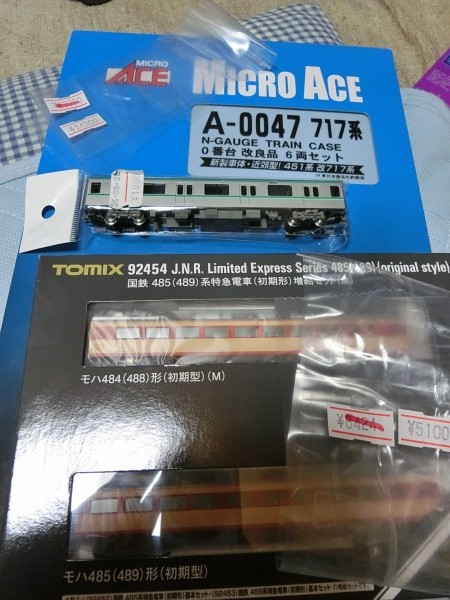 MICRO
ACE
MICRO ACE
A-0047 717系
N-GAUGE TRAIN CASE
0番台 改良品 6両セット
新製車体・近郊型! 451系 改717系
TOMIX 92454 J.N.R. Limited Express Series 485(489)(original style)
国鉄 485(489)系特急電車(初期形)増結セット(M)
モハ484(488)形(初期型)(M)
¥5100
モハ485(489)形(初期型)